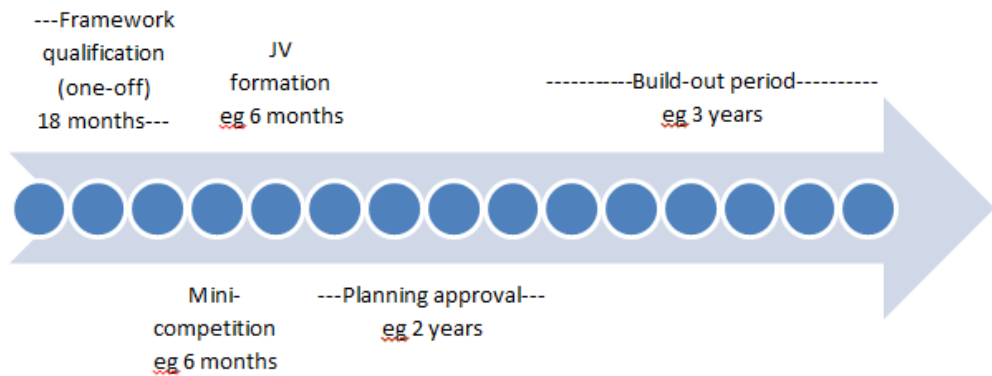 ---Framework
qualification
(one-off)
18 months---
JV
formation
eg 6 months
----------Build-out period----------
eg 3 years
Mini-
competition
eg 6 months
---Planning approval---
eg 2 years